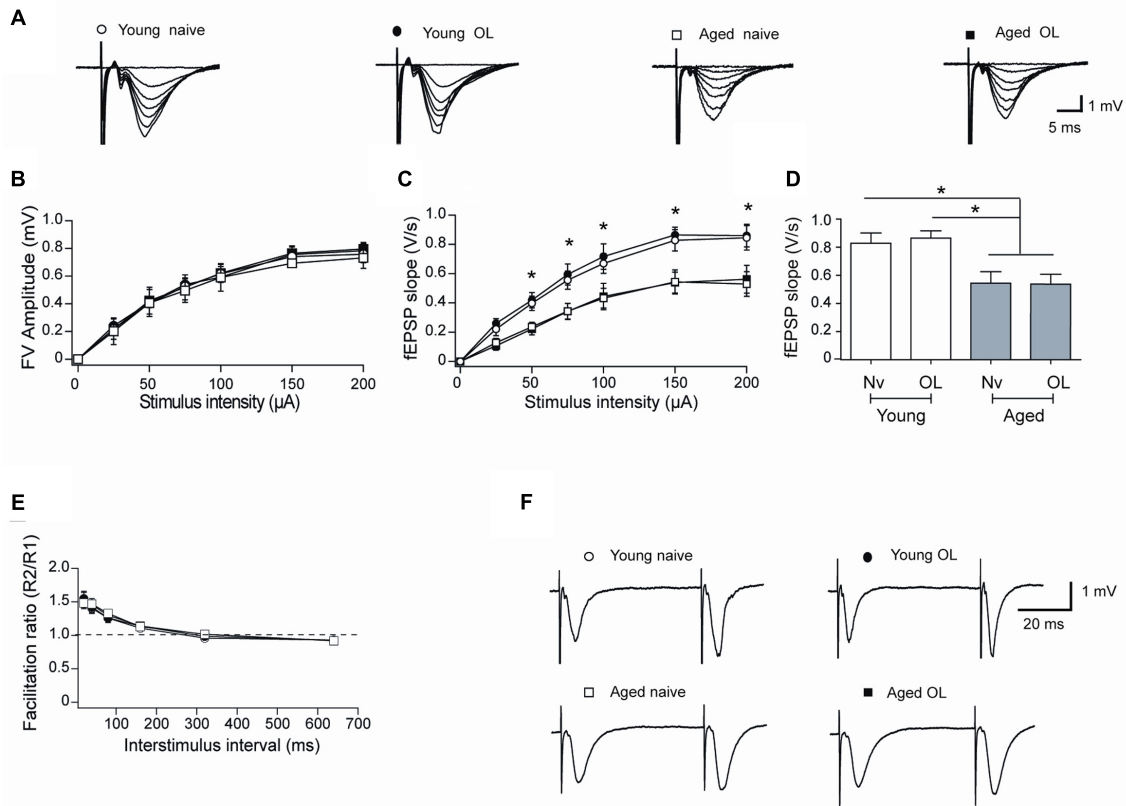 A
Young naive
Young OL
Aged naive
Aged OL
1 mV
5 ms
B
FV Amplitude (mV)
1.0
0.8
0.6
0.4
0.2
0
0 50 100 150 200
Stimulus intensity (µA)
C
fEPSP slope (V/s)
1.0
0.8
0.6
0.4
0.2
0
* * * * *
0 50 100 150 200
Stimulus intensity (µA)
D
fEPSP slope (V/s)
1.0
0.8
0.6
0.4
0.2
0
*
*
Nv OL Nv OL
Young Aged
E
Facilitation ratio (R2/R1)
2.0
1.5
1.0
0.5
0
100 200 300 400 500 600 700
Interstimulus interval (ms)
F
Young naive
Young OL
1 mV
20 ms
Aged naive
Aged OL